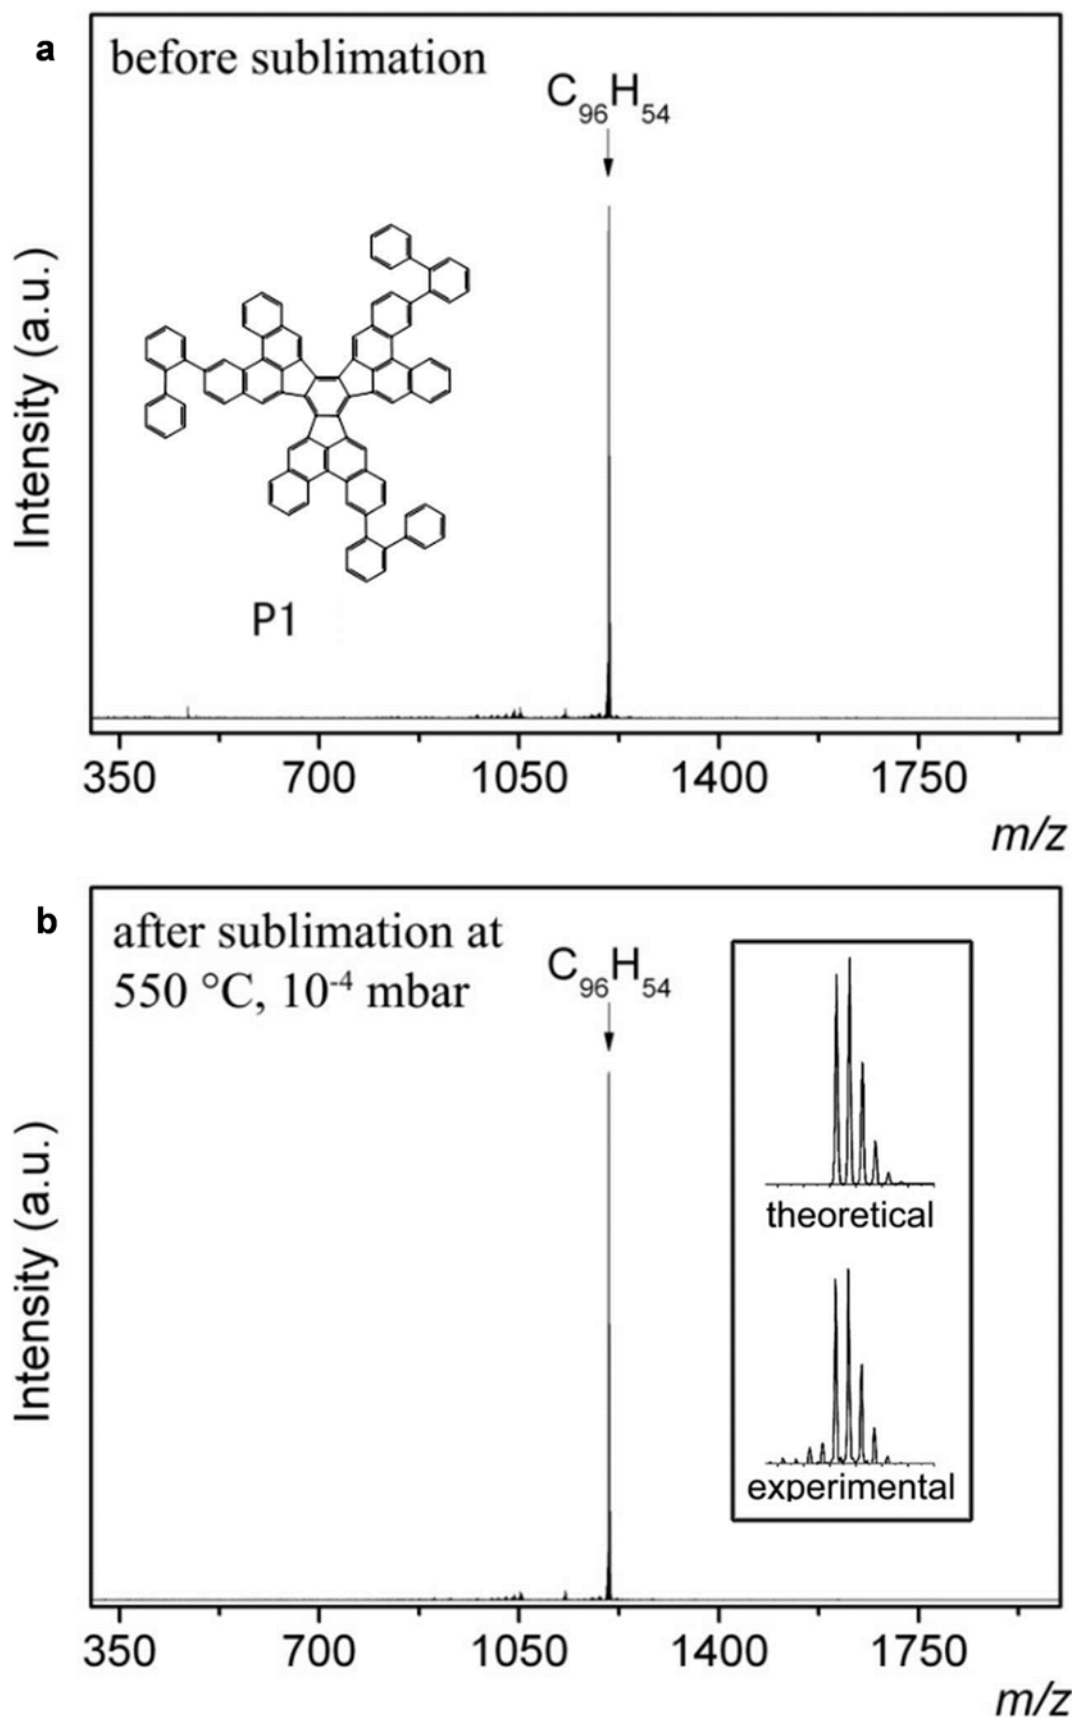 a
before sublimation
C₉₆H₅₄
P1
Intensity (a.u.)
350 700 1050 1400 1750
m/z
b
after sublimation at
550 °C, 10⁻⁴ mbar
C₉₆H₅₄
theoretical
experimental
Intensity (a.u.)
350 700 1050 1400 1750
m/z